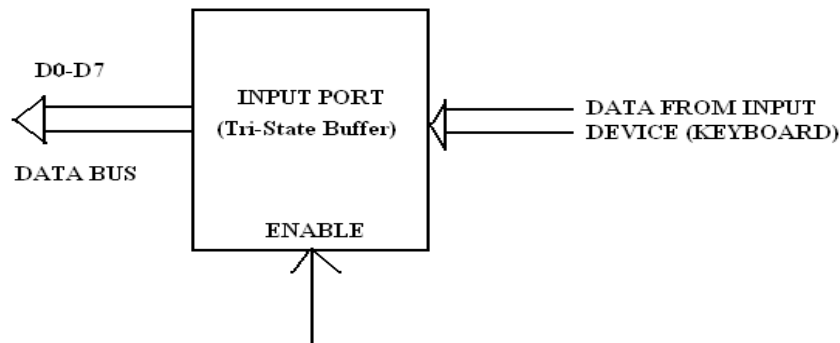 D0-D7
DATA BUS
INPUT PORT
(Tri-State Buffer)
ENABLE
DATA FROM INPUT
DEVICE (KEYBOARD)